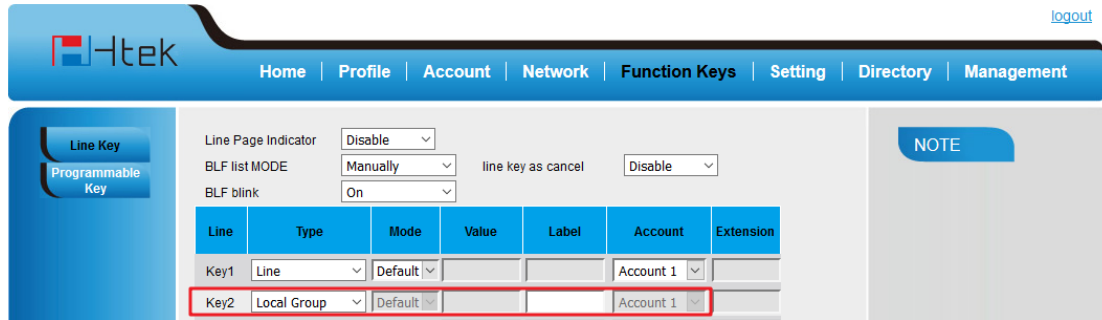 logout
Htek
Home Profile Account Network Function Keys Setting Directory Management
Line Key
Programmable
Key
Line Page Indicator Disable
BLF list MODE Manually line key as cancel Disable
BLF blink On
NOTE
Line Type Mode Value Label Account Extension
Key1 Line Default Account 1
Key2 Local Group Default Account 1